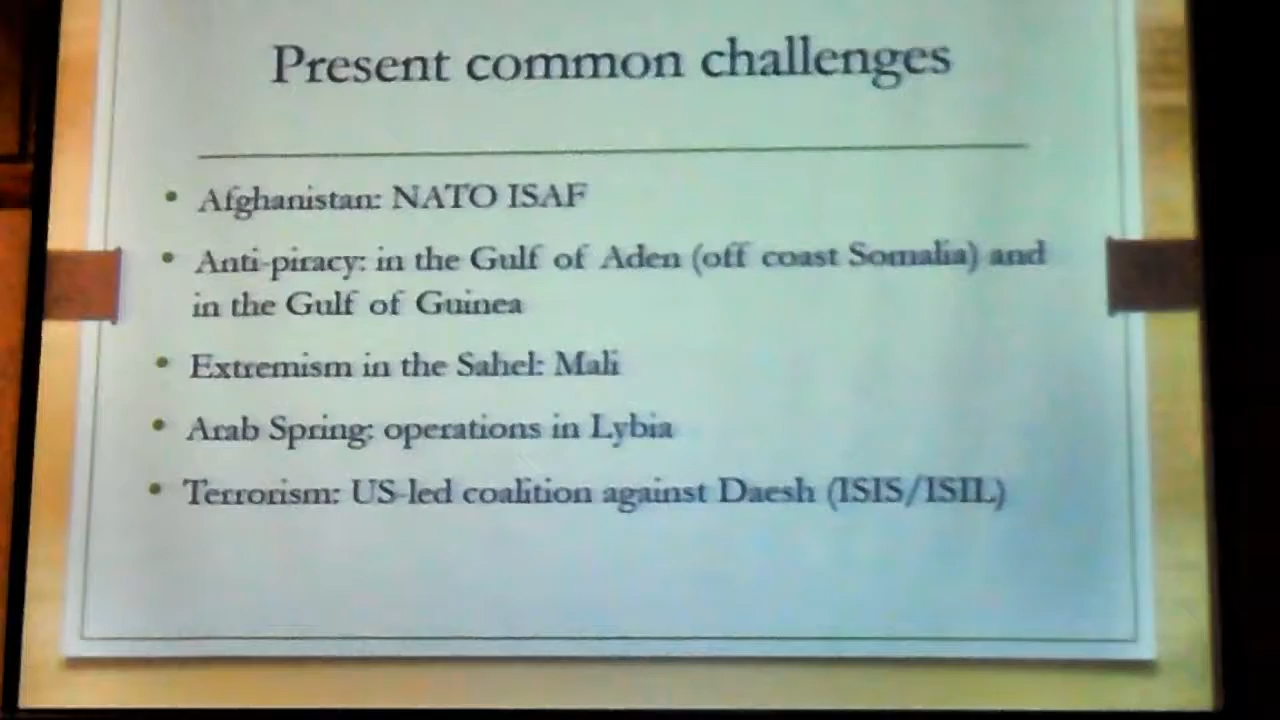 Present common challenges
• Afghanistan: NATO ISAF
• Anti-piracy: in the Gulf of Aden (off coast Somalia) and
in the Gulf of Guinea
• Extremism in the Sahel: Mali
• Arab Spring: operations in Lybia
• Terrorism: US-led coalition against Daesh (ISIS/ISIL)